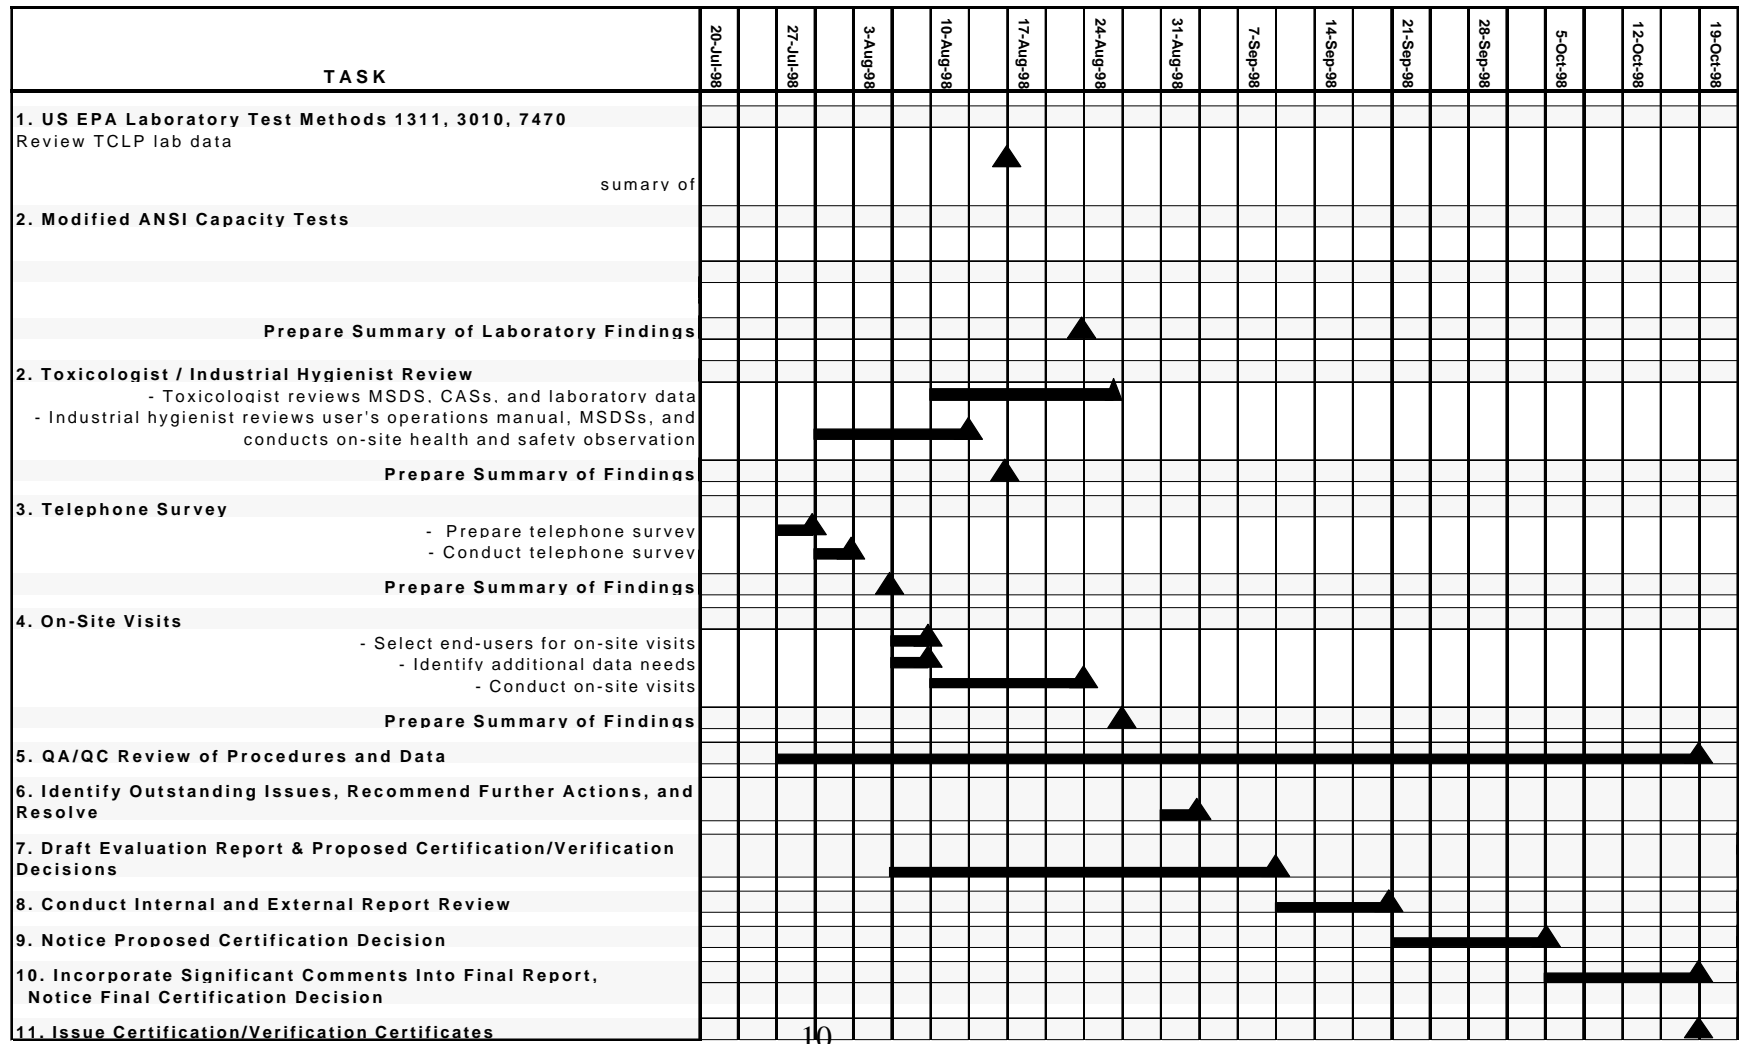 TASK
20-Jul-98
27-Jul-98
3-Aug-98
10-Aug-98
17-Aug-98
24-Aug-98
31-Aug-98
7-Sep-98
14-Sep-98
21-Sep-98
28-Sep-98
5-Oct-98
12-Oct-98
19-Oct-98
1. US EPA Laboratory Test Methods 1311, 3010, 7470
Review TCLP lab data
sumary of
2. Modified ANSI Capacity Tests
Prepare Summary of Laboratory Findings
2. Toxicologist / Industrial Hygienist Review
- Toxicologist reviews MSDS, CASs, and laboratory data
- Industrial hygienist reviews user's operations manual, MSDSs, and
conducts on-site health and safety observation
Prepare Summary of Findings
3. Telephone Survey
- Prepare telephone survey
- Conduct telephone survey
Prepare Summary of Findings
4. On-Site Visits
- Select end-users for on-site visits
- Identify additional data needs
- Conduct on-site visits
Prepare Summary of Findings
5. QA/QC Review of Procedures and Data
6. Identify Outstanding Issues, Recommend Further Actions, and
Resolve
7. Draft Evaluation Report & Proposed Certification/Verification
Decisions
8. Conduct Internal and External Report Review
9. Notice Proposed Certification Decision
10. Incorporate Significant Comments Into Final Report,
Notice Final Certification Decision
11. Issue Certification/Verification Certificates
10